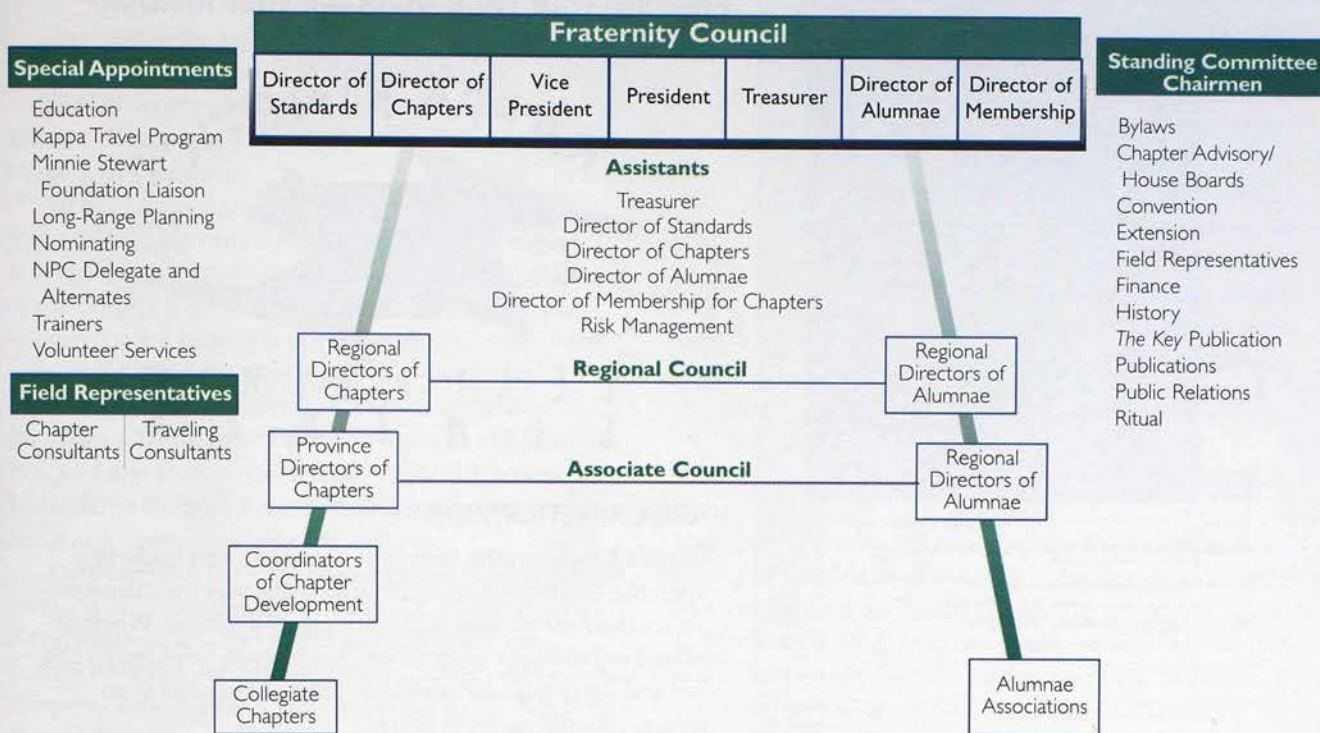 Fraternity Council
Director of
Standards
Director of
Chapters
Vice
President
President
Treasurer
Director of
Alumnae
Director of
Membership
Special Appointments
Education
Kappa Travel Program
Minnie Stewart
Foundation Liaison
Long-Range Planning
Nominating
NPC Delegate and
Alternates
Trainers
Volunteer Services
Field Representatives
Chapter
Consultants
Traveling
Consultants
Assistants
Treasurer
Director of Standards
Director of Chapters
Director of Alumnae
Director of Membership for Chapters
Risk Management
Regional
Directors of
Chapters
Regional Council
Regional
Directors of
Alumnae
Province
Directors of
Chapters
Associate Council
Regional
Directors of
Alumnae
Coordinators
of Chapter
Development
Collegiate
Chapters
Alumnae
Associations
Standing Committee
Chairmen
Bylaws
Chapter Advisory/
House Boards
Convention
Extension
Field Representatives
Finance
History
The Key Publication
Publications
Public Relations
Ritual